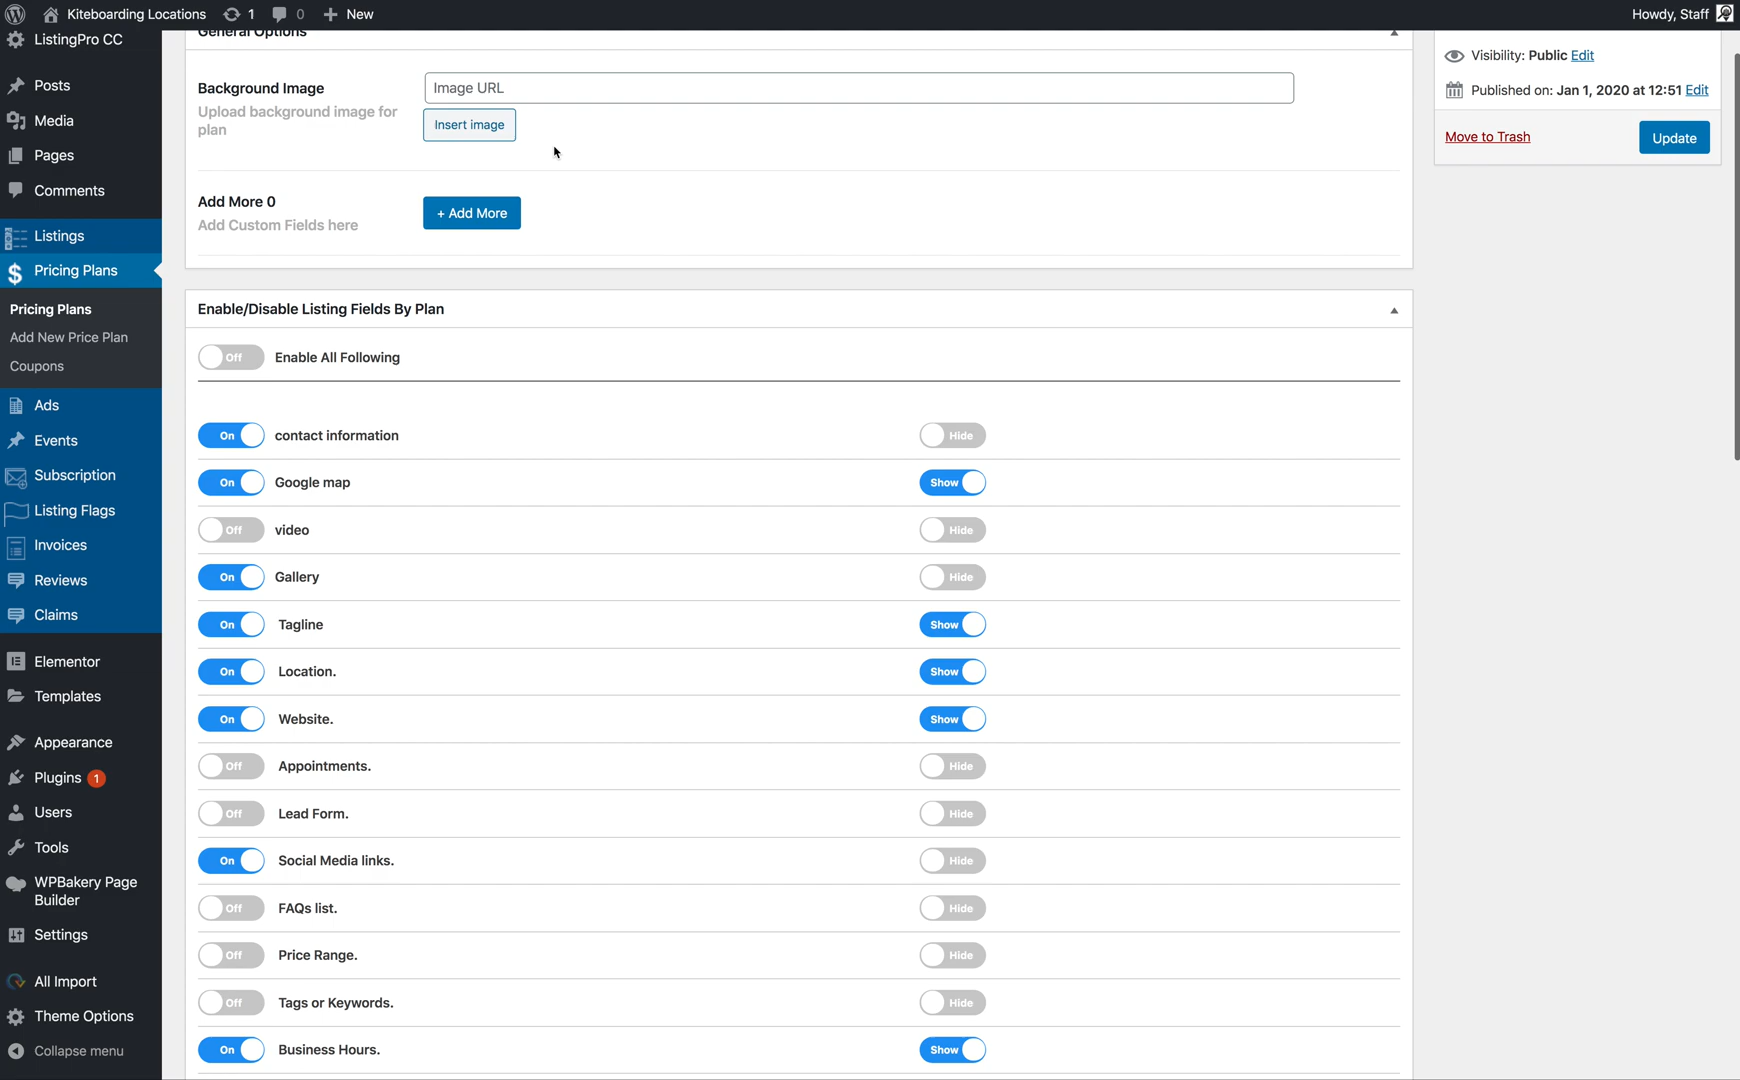 Kiteboarding Locations 1 0 New Howdy, Staff
ListingPro CC
Posts
Media
Pages
Comments
Listings
Pricing Plans
Pricing Plans
Add New Price Plan
Coupons
Ads
Events
Subscription
Listing Flags
Invoices
Reviews
Claims
Elementor
Templates
Appearance
Plugins 1
Users
Tools
WPBakery Page
Builder
Settings
All Import
Theme Options
Collapse menu
General Options
Background Image
Upload background image for
plan
Image URL
Insert image
Add More 0
Add Custom Fields here
+ Add More
Enable/Disable Listing Fields By Plan
Off Enable All Following
On contact information Hide
On Google map Show
Off video Hide
On Gallery Hide
On Tagline Show
On Location. Show
On Website. Show
Off Appointments. Hide
Off Lead Form. Hide
On Social Media links. Hide
Off FAQs list. Hide
Off Price Range. Hide
Off Tags or Keywords. Hide
On Business Hours. Show
Visibility: Public Edit
Published on: Jan 1, 2020 at 12:51 Edit
Move to Trash
Update